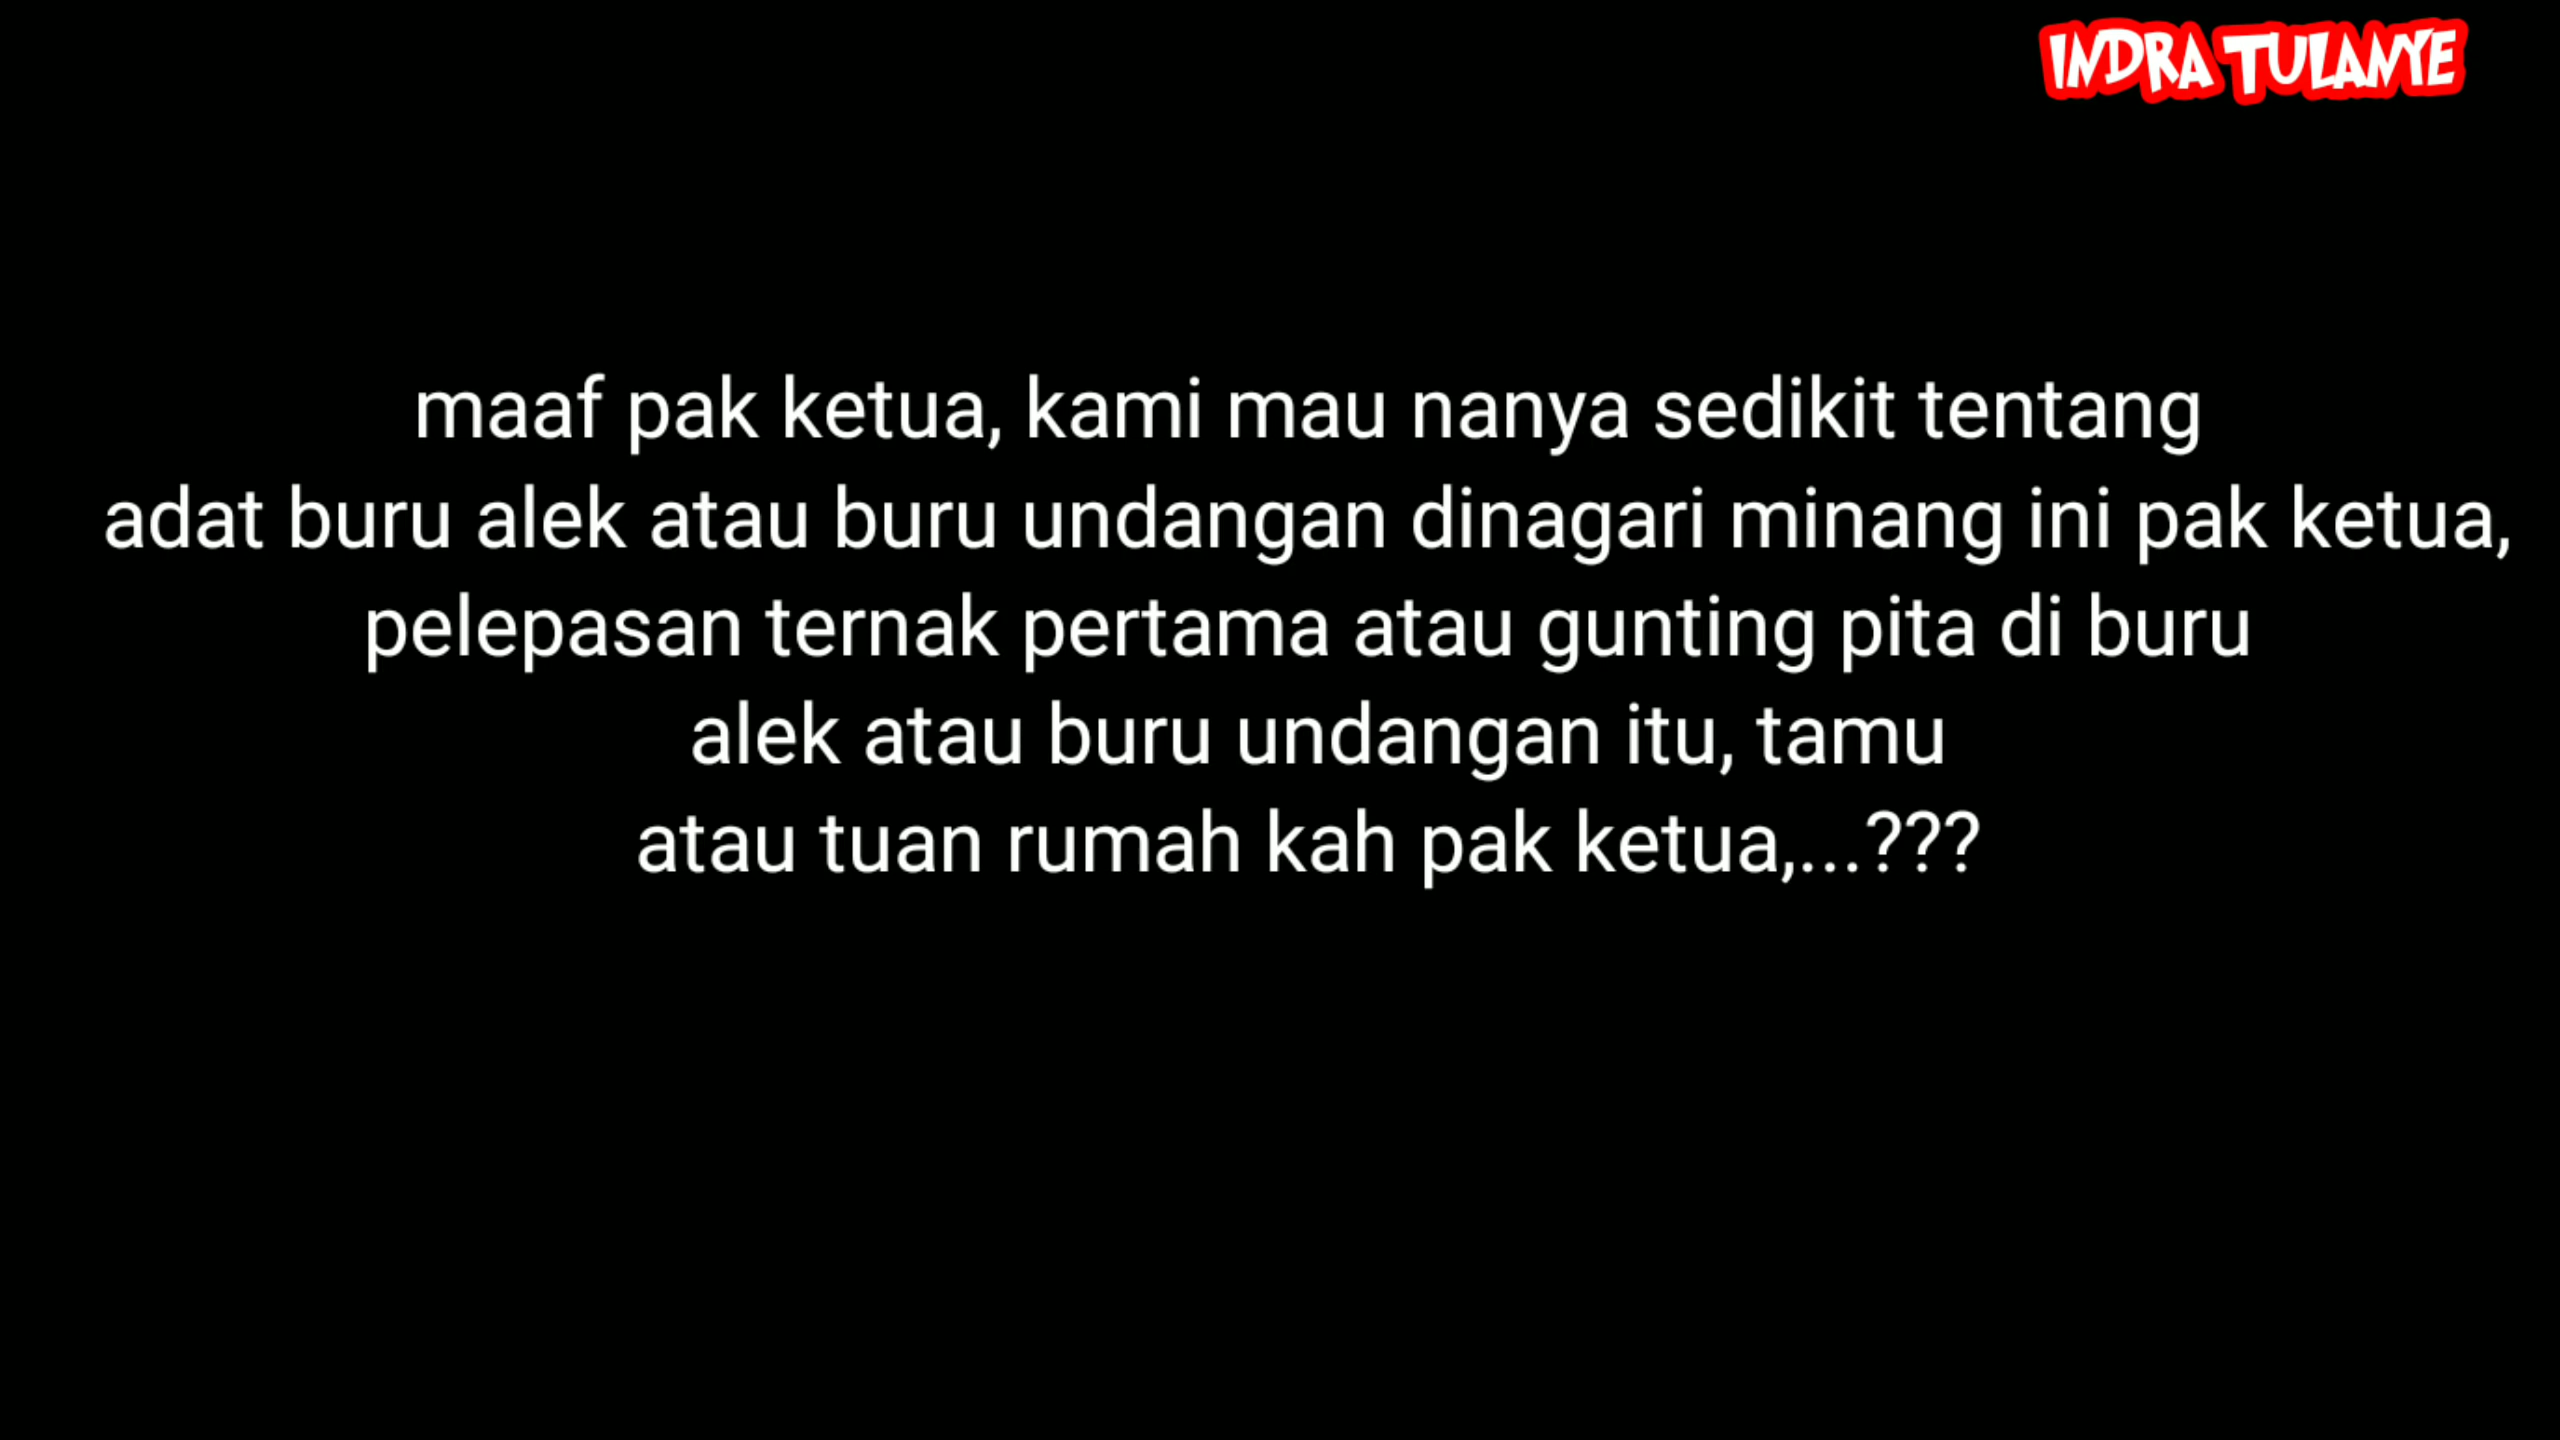 INDRA TULANYE
maaf pak ketua, kami mau nanya sedikit tentang
adat buru alek atau buru undangan dinagari minang ini pak ketua,
pelepasan ternak pertama atau gunting pita di buru
alek atau buru undangan itu, tamu
atau tuan rumah kah pak ketua,...???